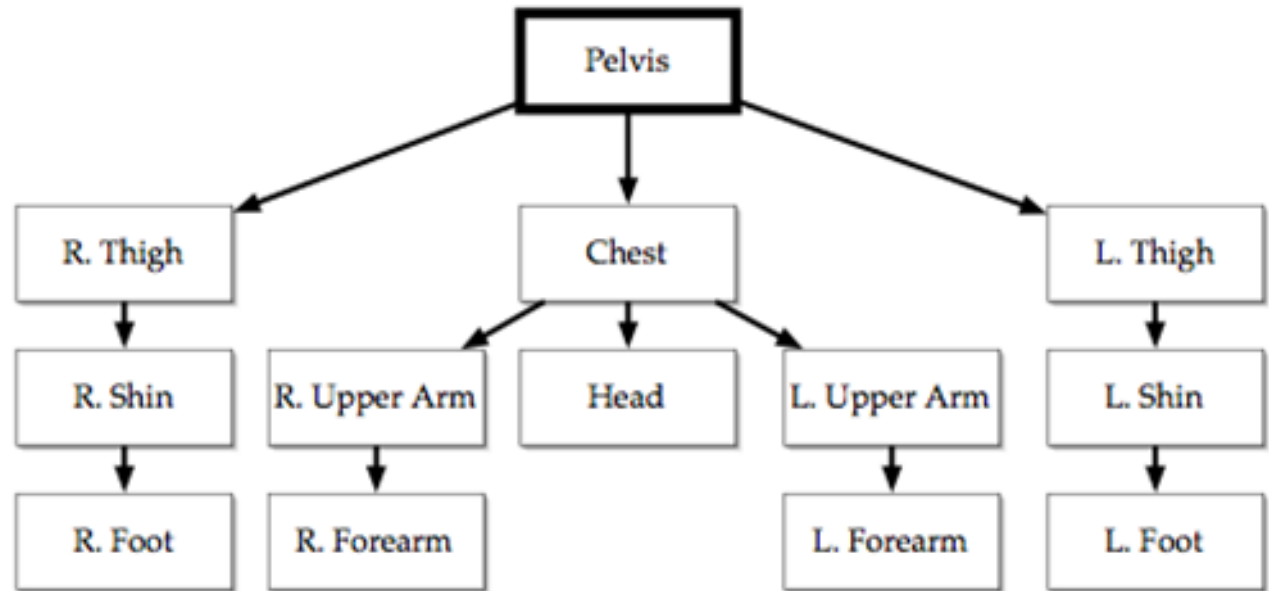 Pelvis
R. Thigh
Chest
L. Thigh
R. Shin
R. Upper Arm
Head
L. Upper Arm
L. Shin
R. Foot
R. Forearm
L. Forearm
L. Foot